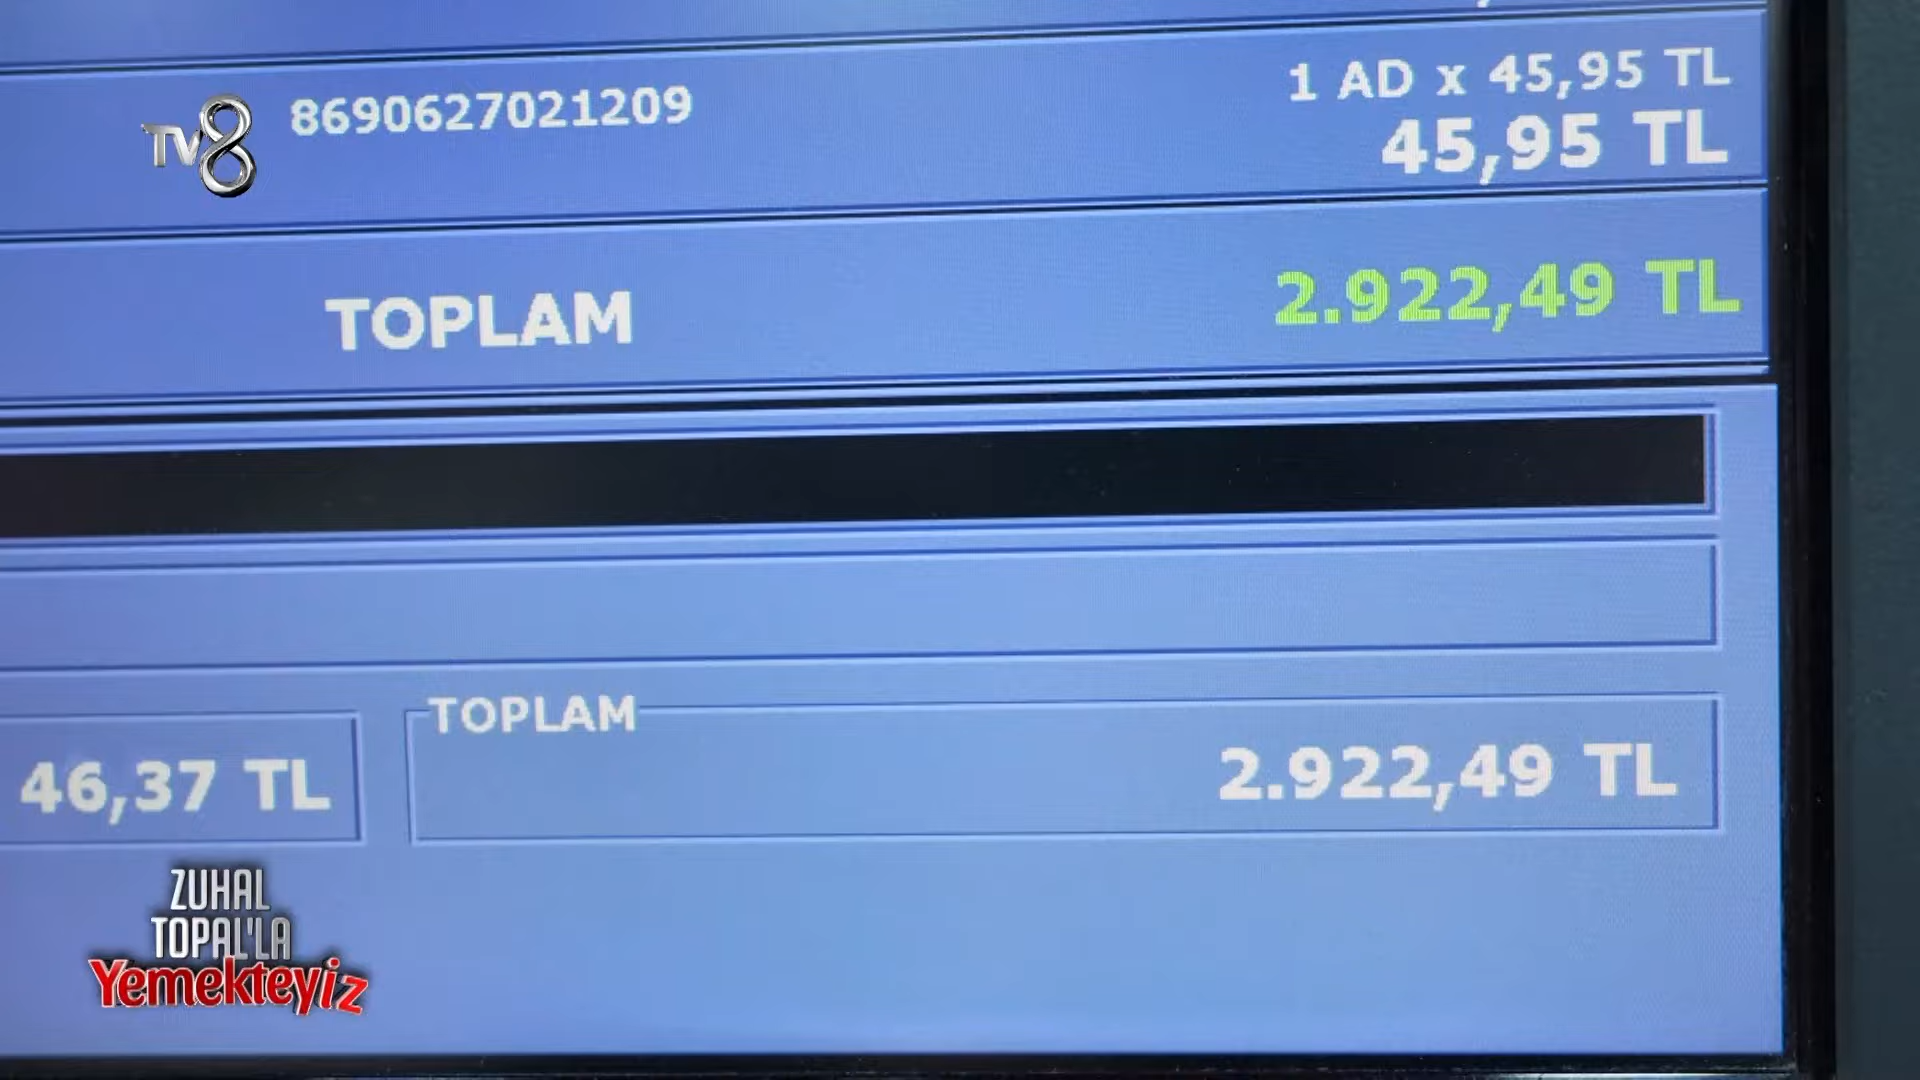 8690627021209
1 AD x 45,95 TL
45,95 TL
TV8
TOPLAM
2.922,49 TL
TOPLAM
46,37 TL
2.922,49 TL
ZUHAL
TOPAL'LA
Yemekteyiz